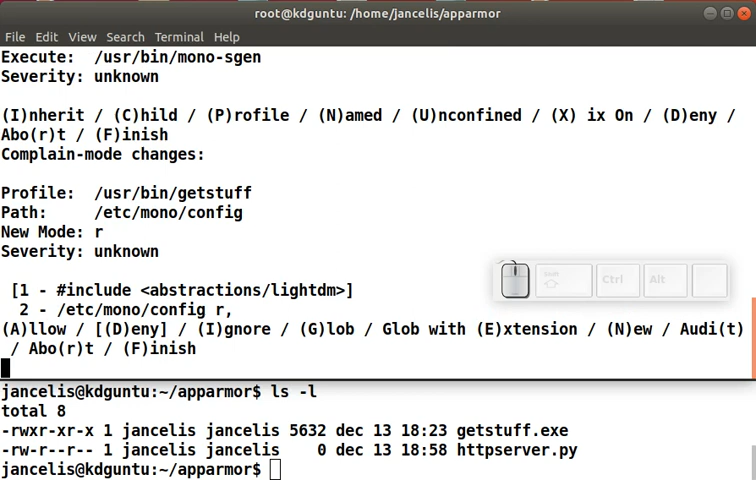 root@kdguntu: /home/jancelis/apparmor
File Edit View Search Terminal Help
Execute:  /usr/bin/mono-sgen
Severity: unknown
(I)nherit / (C)hild / (P)rofile / (N)amed / (U)nconfined / (X) ix On / (D)eny /
Abo(r)t / (F)inish
Complain-mode changes:
Profile:  /usr/bin/getstuff
Path:     /etc/mono/config
New Mode: r
Severity: unknown
[1 - #include <abstractions/lightdm>]
2 - /etc/mono/config r,
(A)llow / [(D)eny] / (I)gnore / (G)lob / Glob with (E)xtension / (N)ew / Audi(t)
/ Abo(r)t / (F)inish
Shift
Ctrl
Alt
jancelis@kdguntu:~/apparmor$ ls -l
total 8
-rwxr-xr-x 1 jancelis jancelis 5632 dec 13 18:23 getstuff.exe
-rw-r--r-- 1 jancelis jancelis    0 dec 13 18:58 httpserver.py
jancelis@kdguntu:~/apparmor$